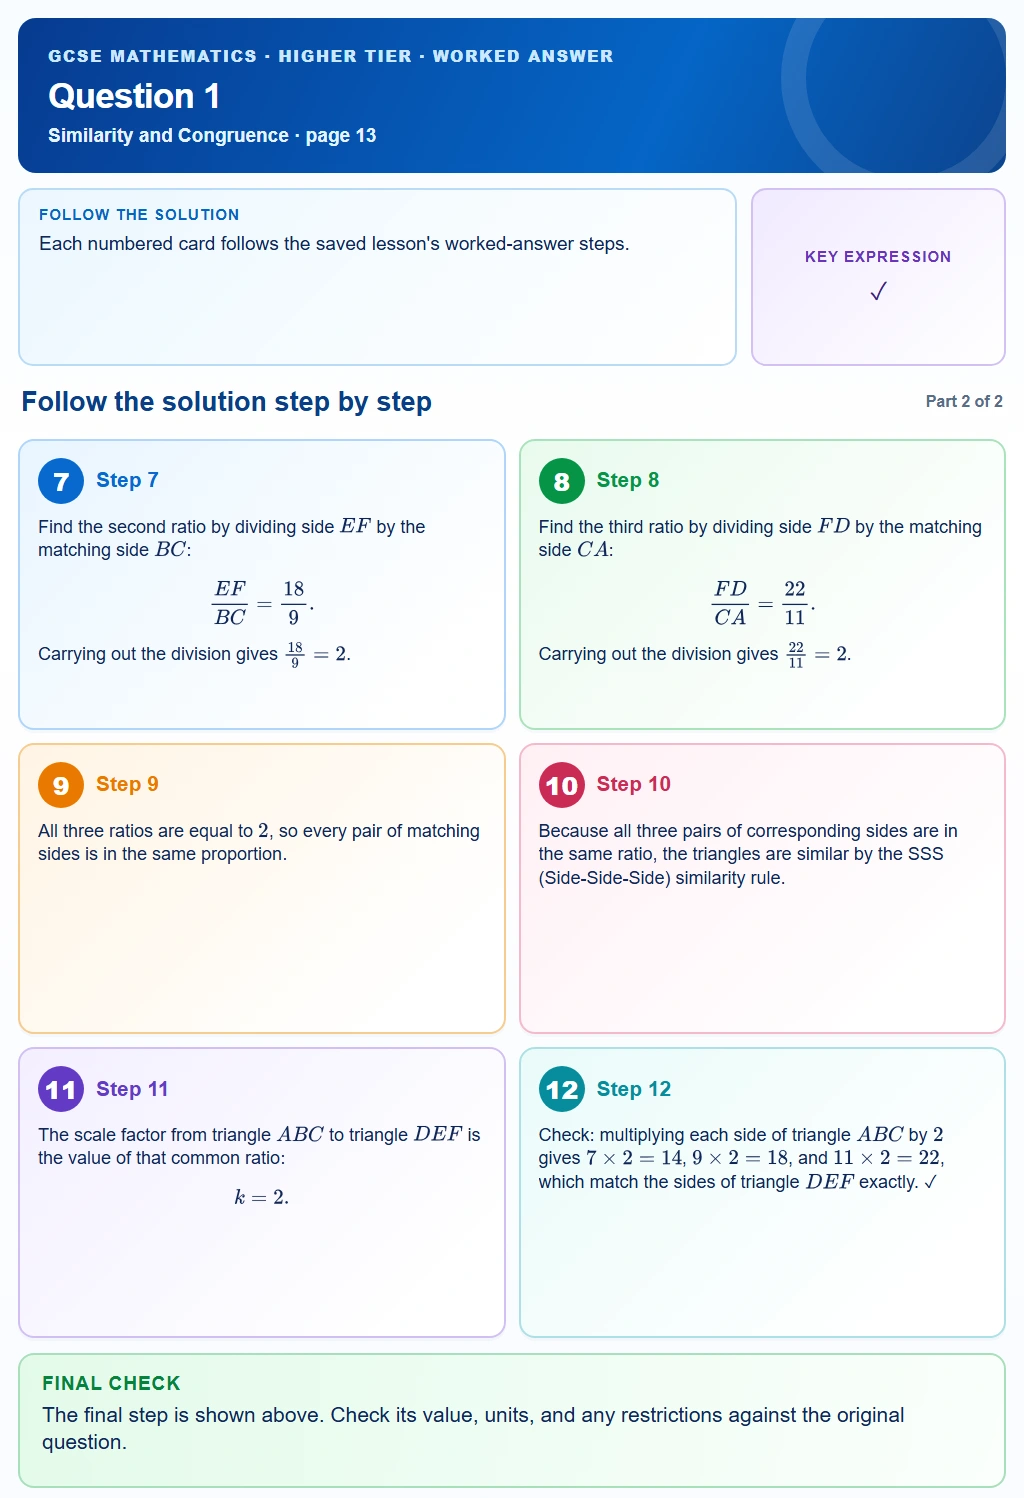 GCSE MATHEMATICS · HIGHER TIER · WORKED ANSWER
Question 1
Similarity and Congruence · page 13
FOLLOW THE SOLUTION
Each numbered card follows the saved lesson's worked-answer steps.
KEY EXPRESSION
✓
Follow the solution step by step
Part 2 of 2
7 Step 7
Find the second ratio by dividing side EF by the
matching side BC:
EF/BC = 18/9.
Carrying out the division gives 18/9 = 2.
8 Step 8
Find the third ratio by dividing side FD by the matching
side CA:
FD/CA = 22/11.
Carrying out the division gives 22/11 = 2.
9 Step 9
All three ratios are equal to 2, so every pair of matching
sides is in the same proportion.
10 Step 10
Because all three pairs of corresponding sides are in
the same ratio, the triangles are similar by the SSS
(Side-Side-Side) similarity rule.
11 Step 11
The scale factor from triangle ABC to triangle DEF is
the value of that common ratio:
k = 2.
12 Step 12
Check: multiplying each side of triangle ABC by 2
gives 7 × 2 = 14, 9 × 2 = 18, and 11 × 2 = 22,
which match the sides of triangle DEF exactly. ✓
FINAL CHECK
The final step is shown above. Check its value, units, and any restrictions against the original
question.